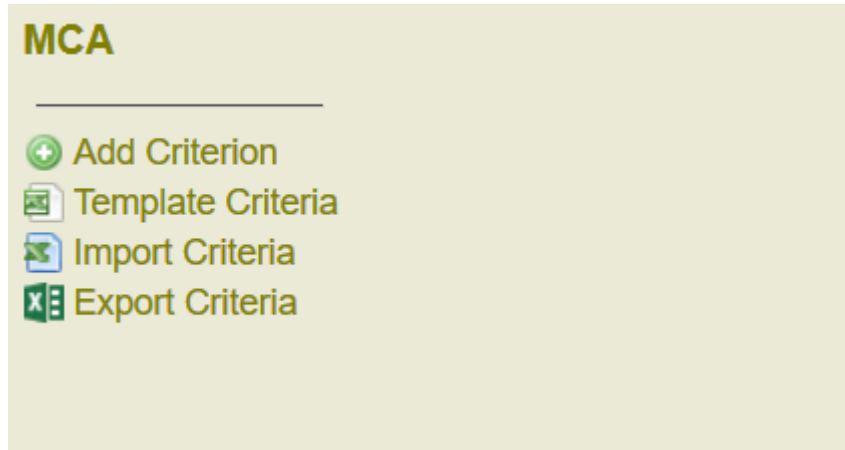 MCA
Add Criterion
Template Criteria
Import Criteria
Export Criteria